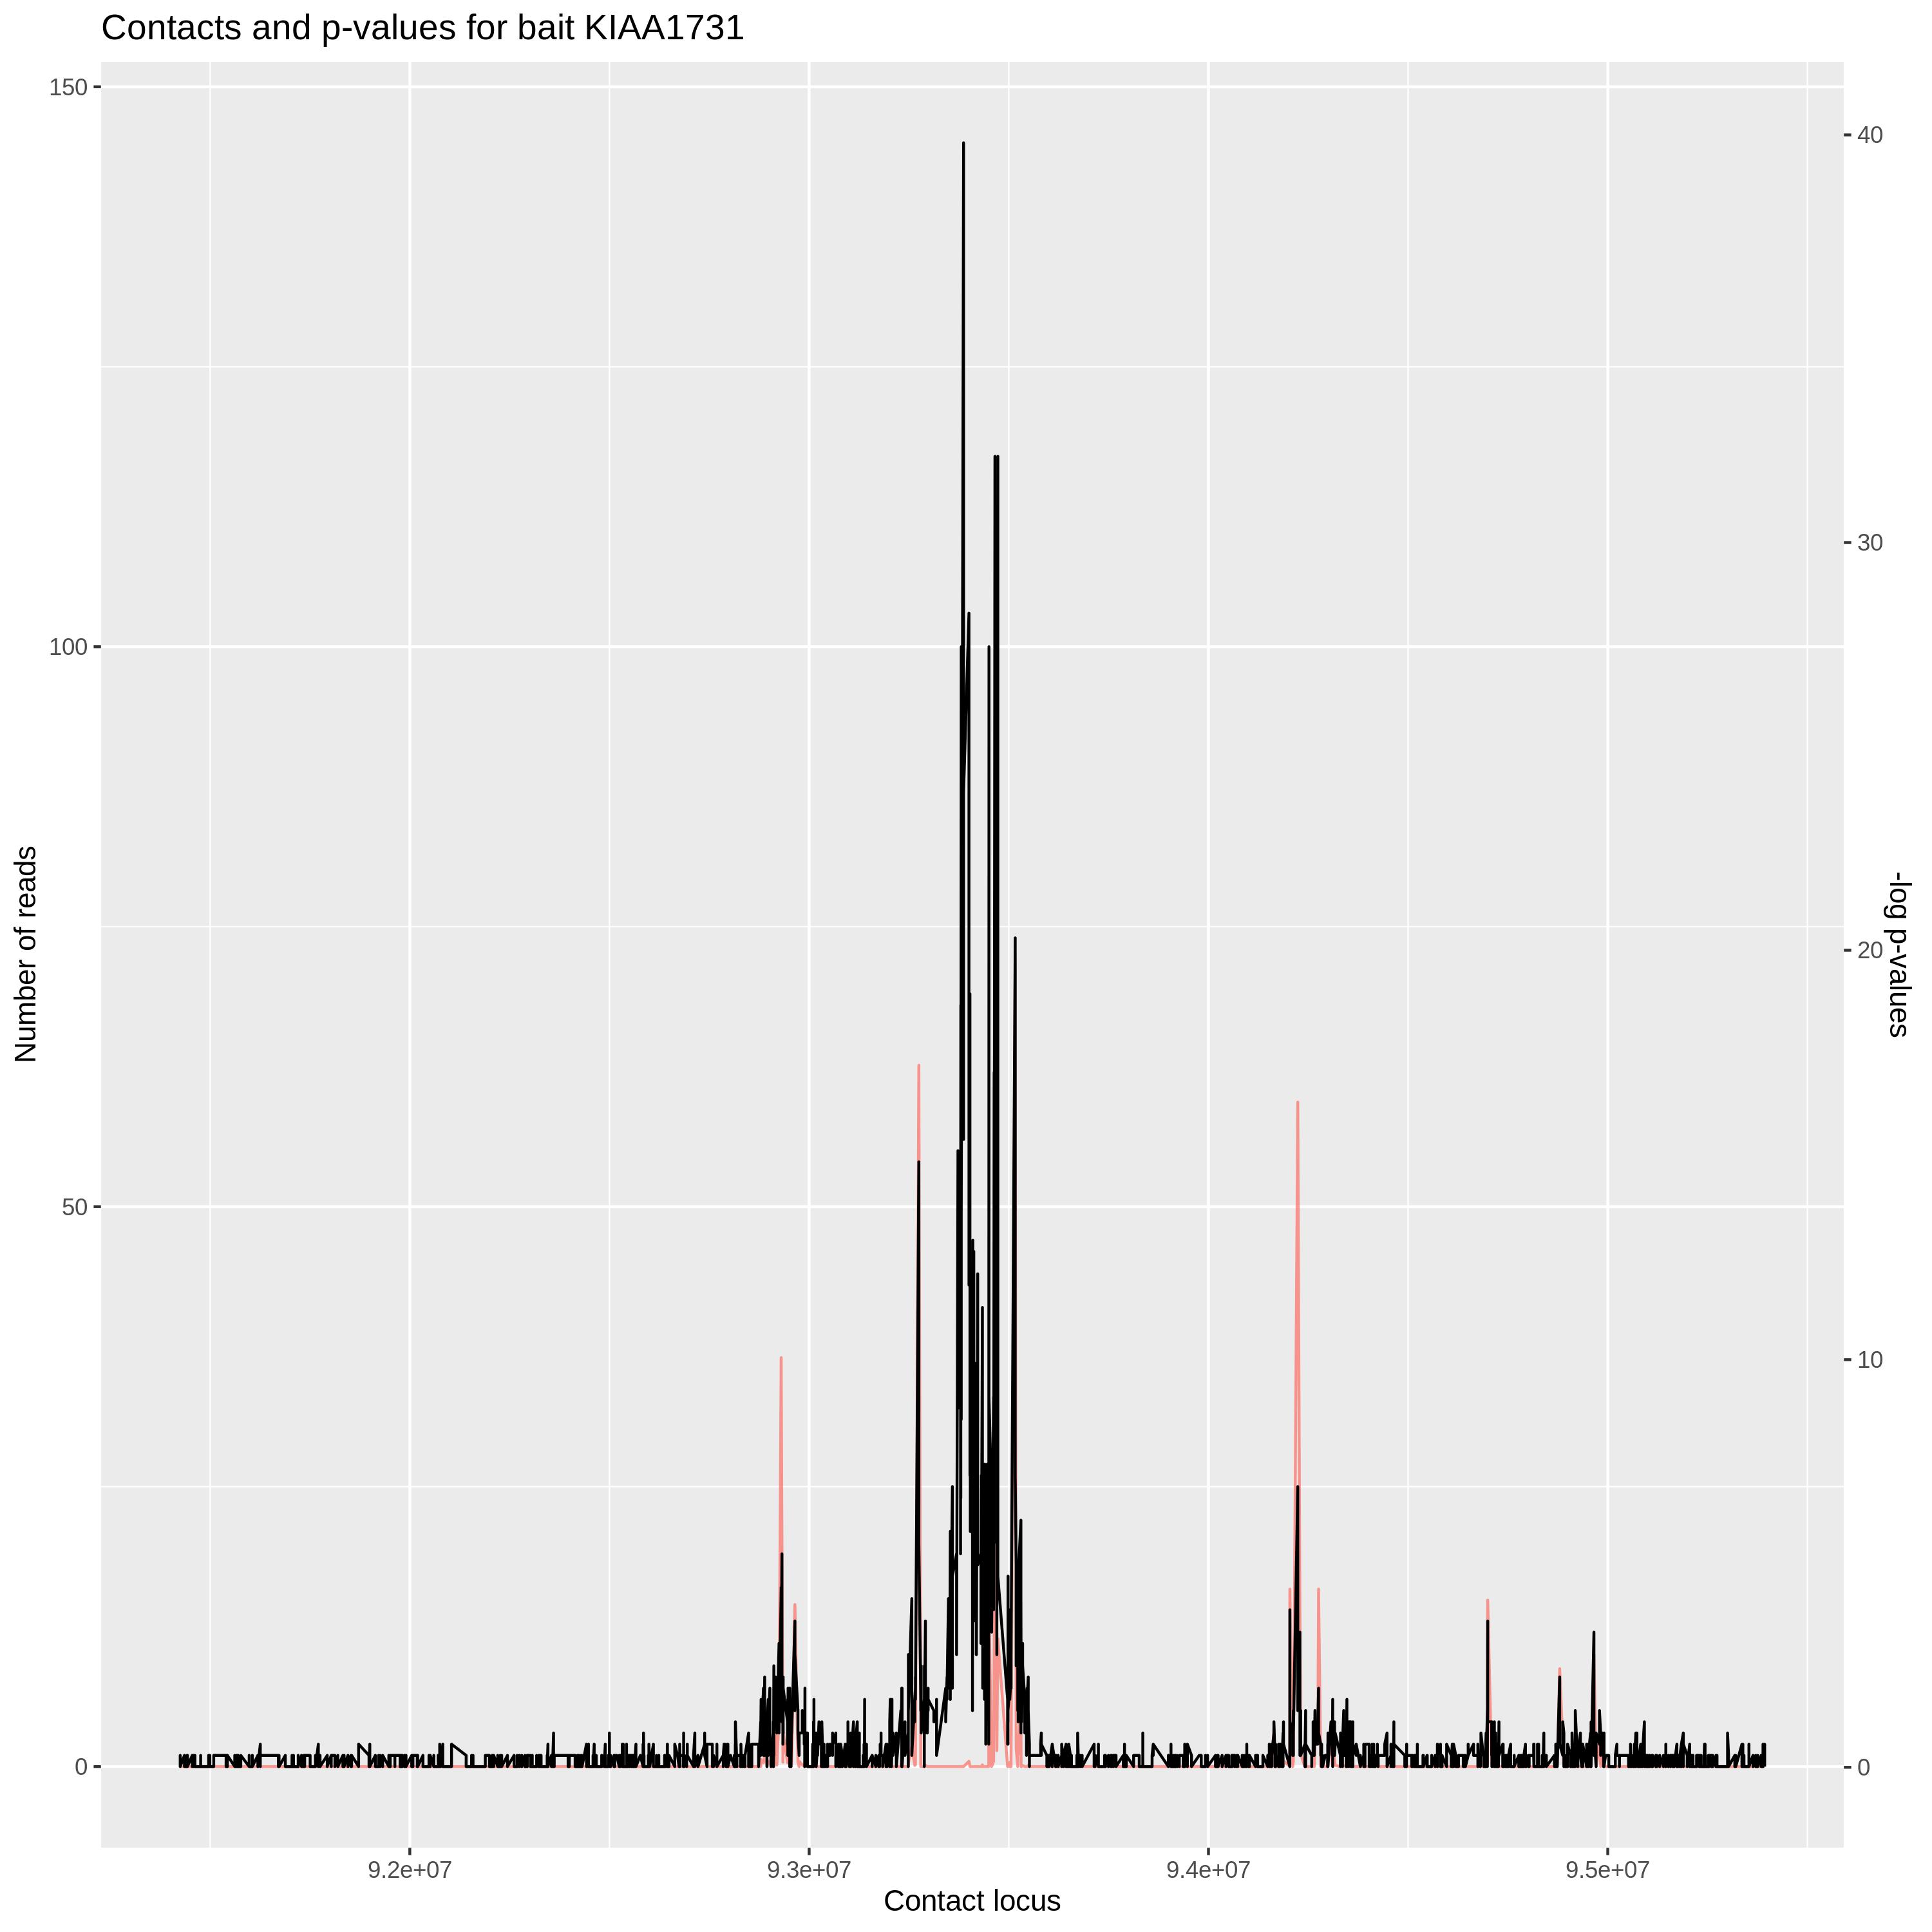 Contacts and p-values for bait KIAA1731
150
100
50
0
Number of reads
40
30
20
10
0
-log p-values
9.2e+07 9.3e+07 9.4e+07 9.5e+07
Contact locus